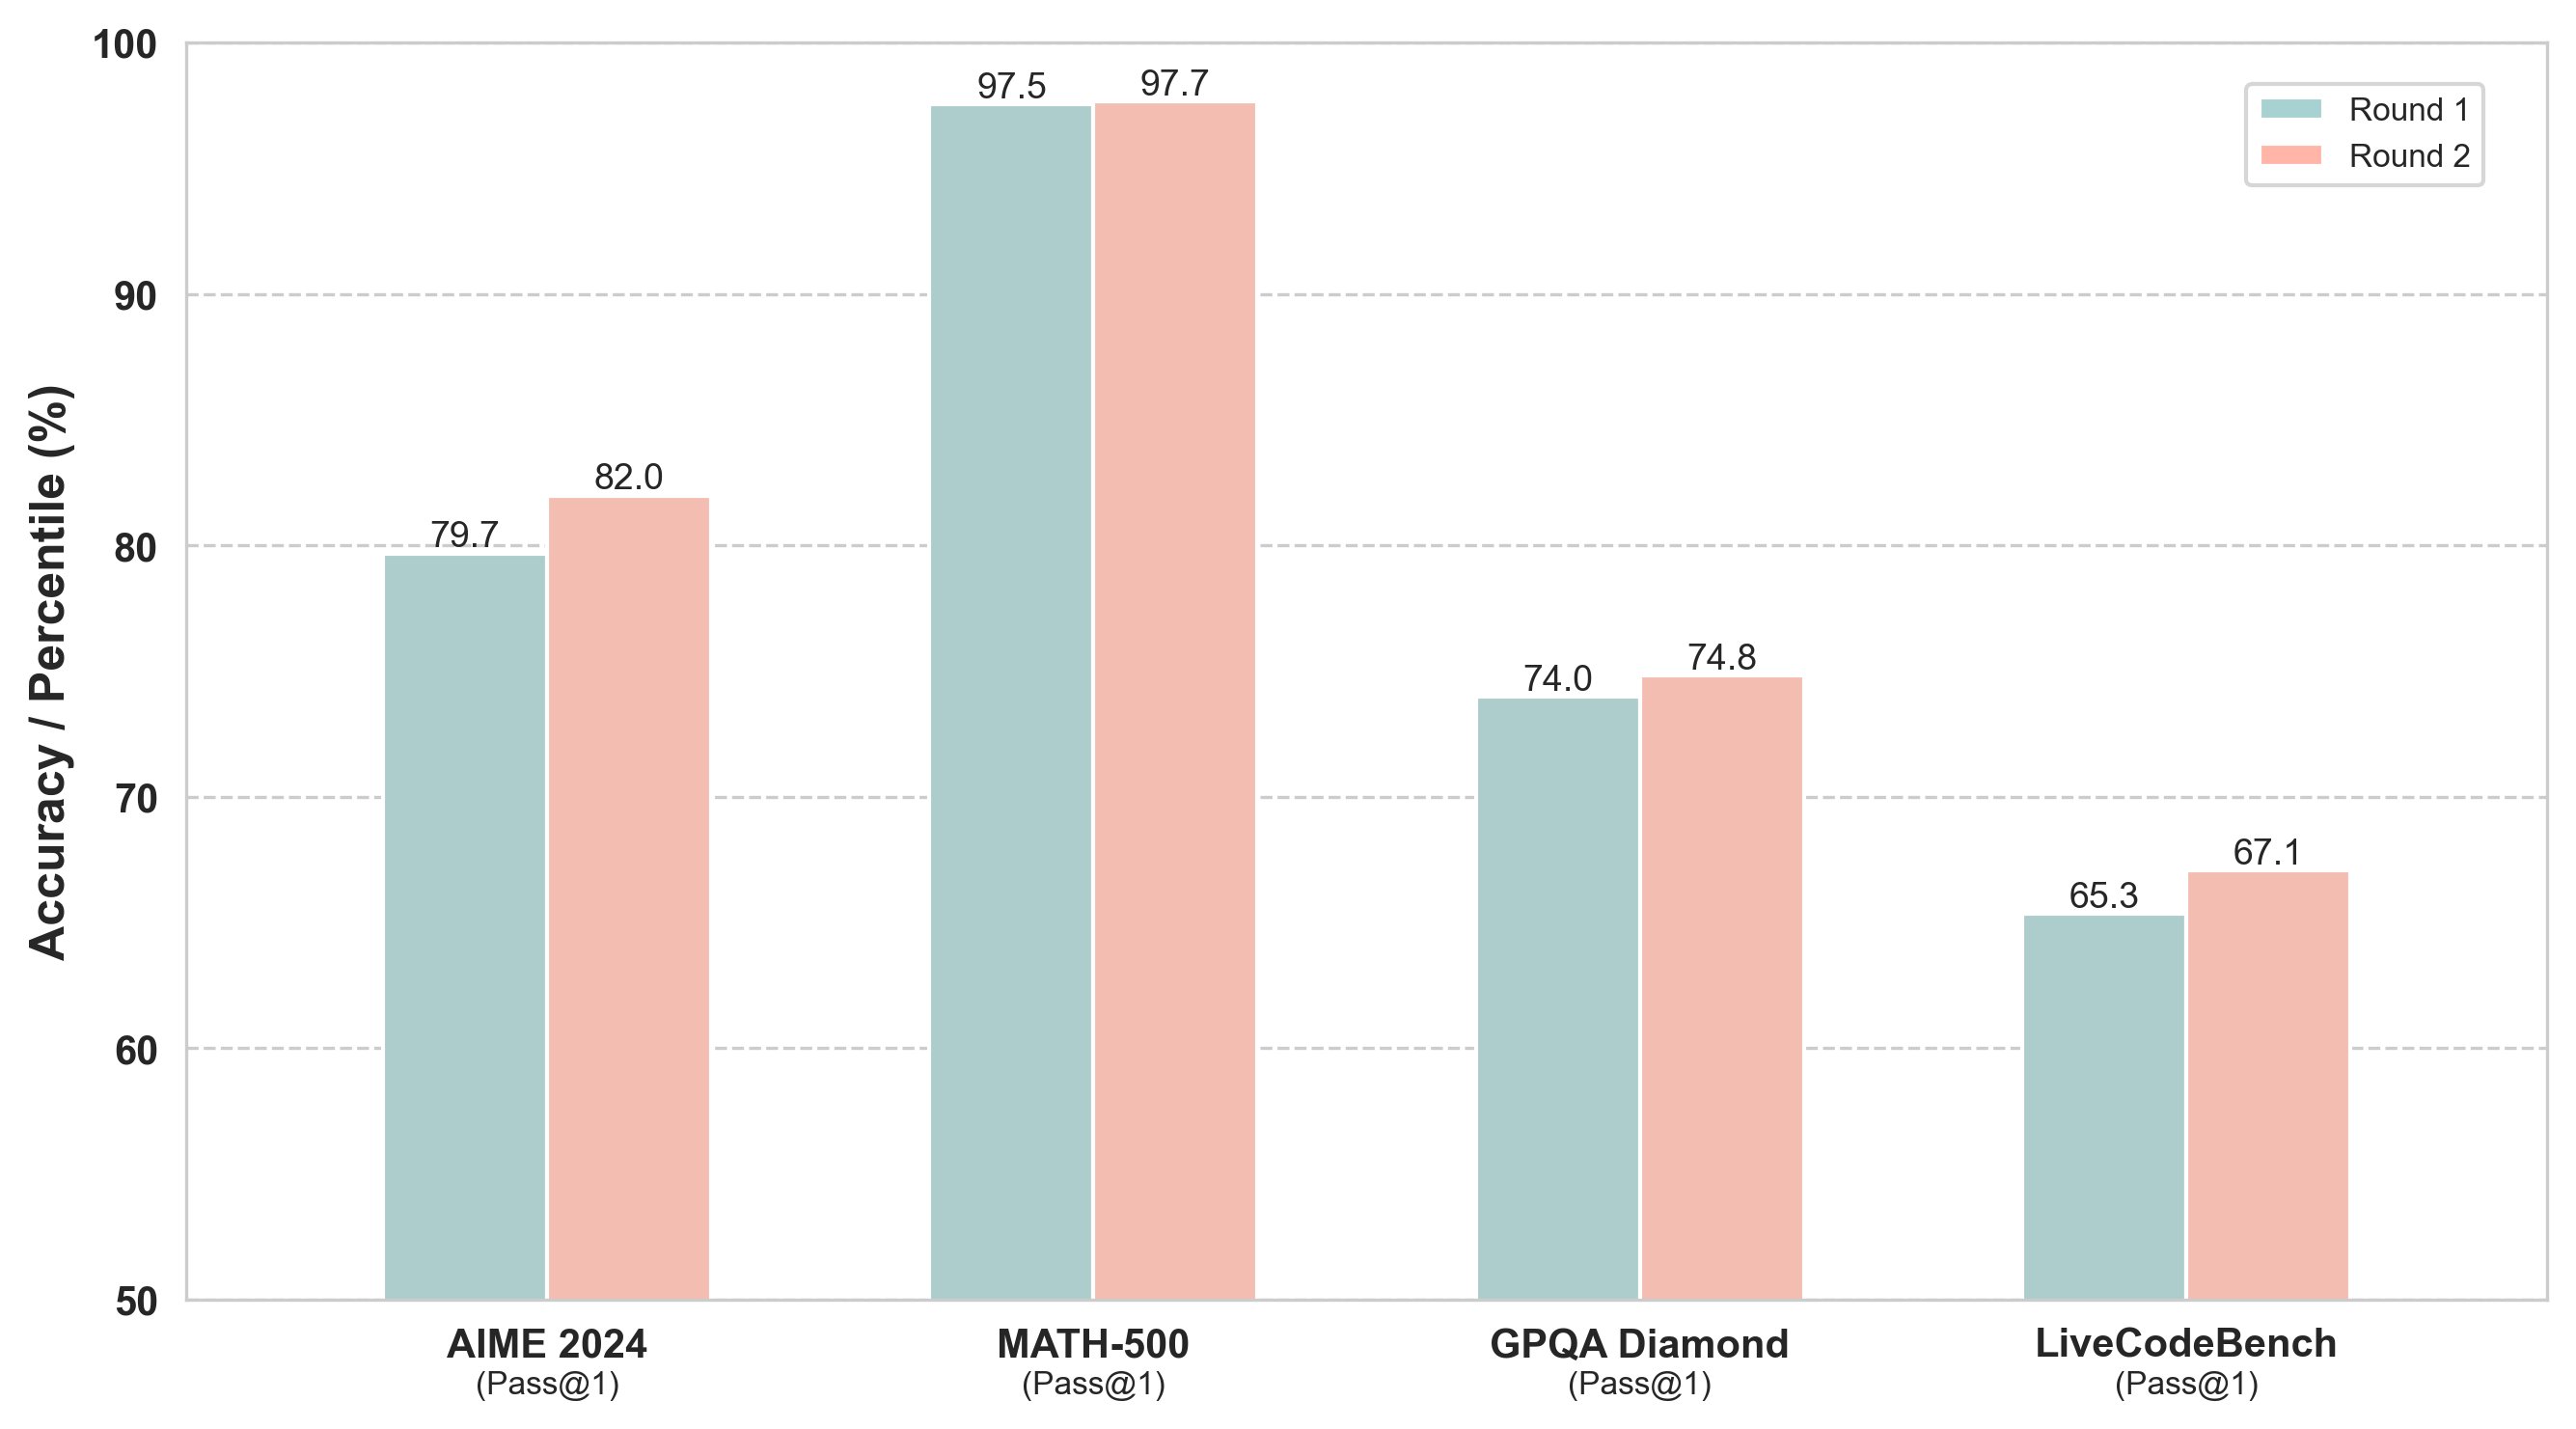 100
90
80
70
60
50
Accuracy / Percentile (%)
Round 1
Round 2
79.7
82.0
97.5
97.7
74.0
74.8
65.3
67.1
AIME 2024
(Pass@1)
MATH-500
(Pass@1)
GPQA Diamond
(Pass@1)
LiveCodeBench
(Pass@1)